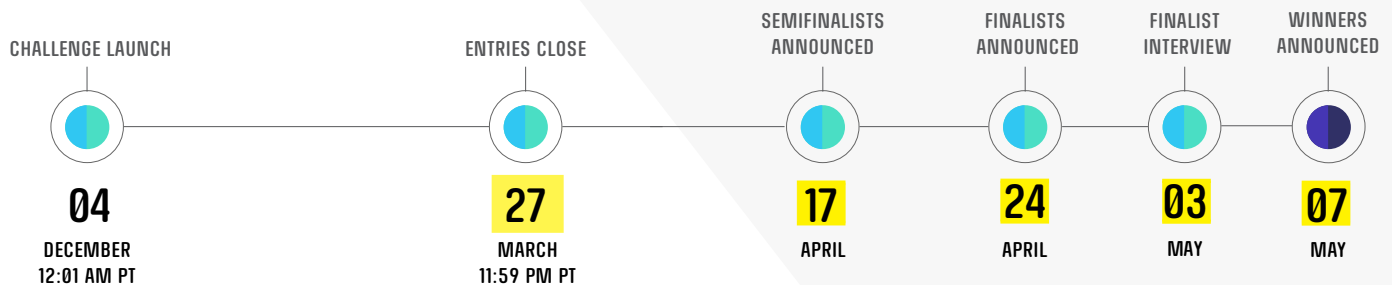 CHALLENGE LAUNCH
04
DECEMBER
12:01 AM PT
ENTRIES CLOSE
27
MARCH
11:59 PM PT
SEMIFINALISTS
ANNOUNCED
17
APRIL
FINALISTS
ANNOUNCED
24
APRIL
FINALIST
INTERVIEW
03
MAY
WINNERS
ANNOUNCED
07
MAY